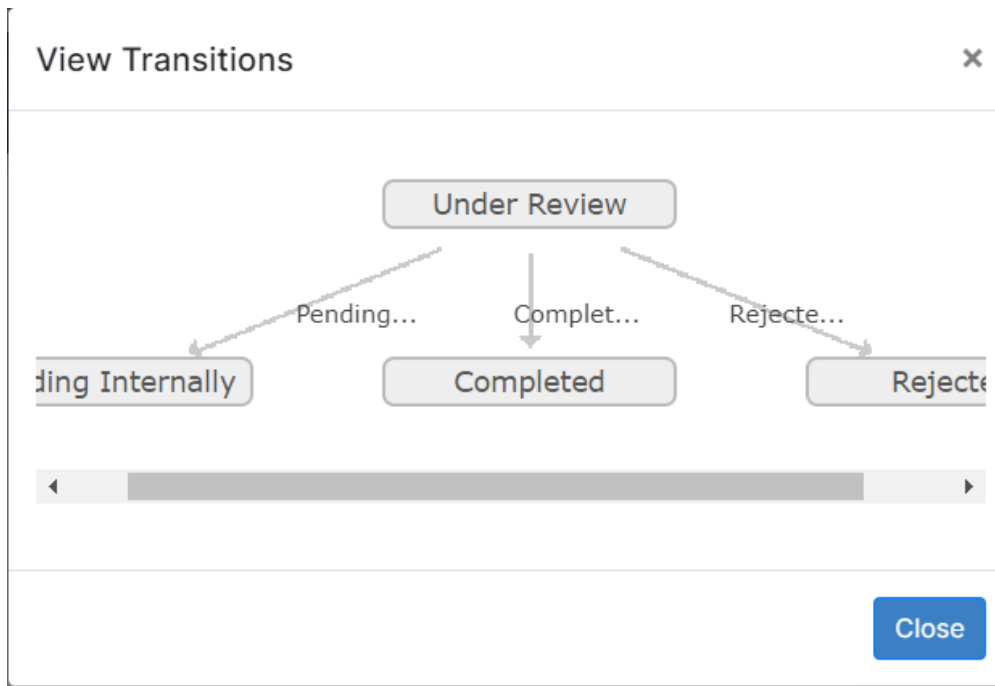 View Transitions
×
Under Review
Pending...
Complet...
Rejecte...
ding Internally
Completed
Rejecte
Close